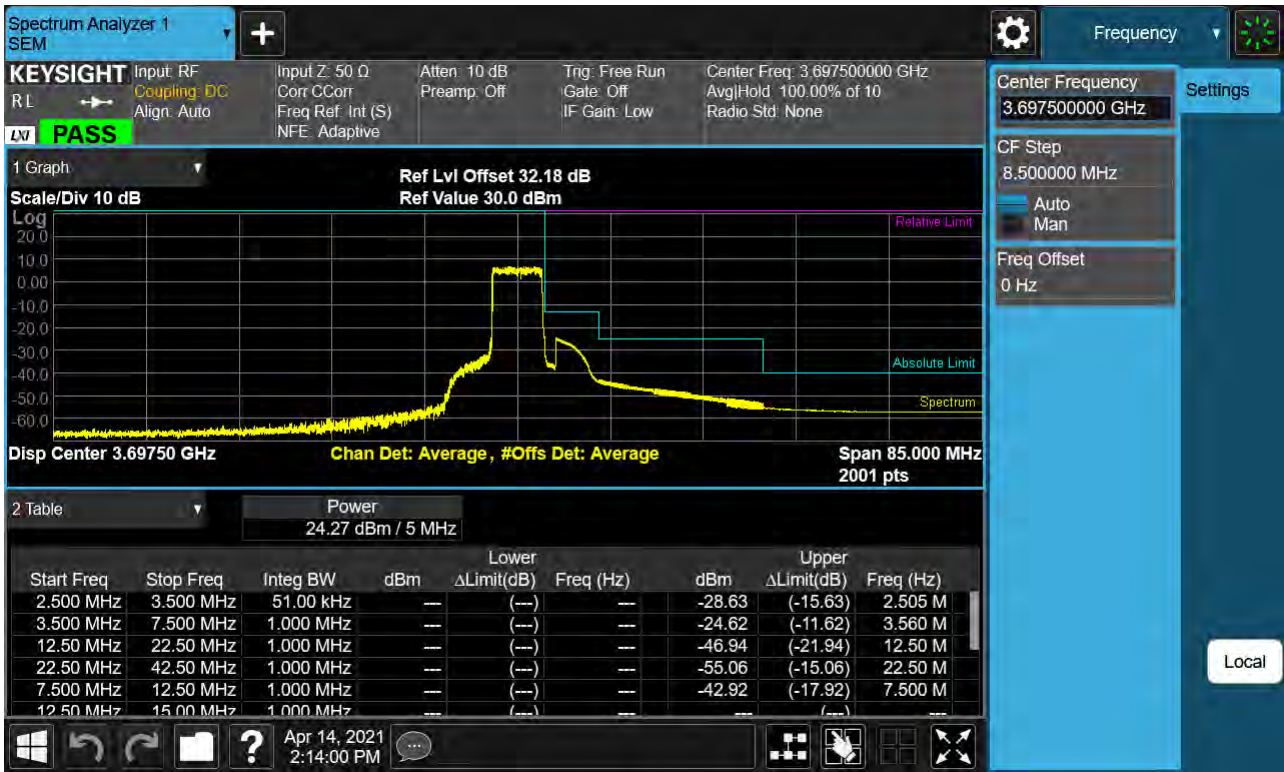 Spectrum Analyzer 1
SEM
+
Frequency
KEYSIGHT
R L
LXI
PASS
Input: RF
Coupling: DC
Align: Auto
Input Z: 50 Ω
Corr CCorr
Freq Ref: Int (S)
NFE: Adaptive
Atten: 10 dB
Preamp: Off
Trig: Free Run
Gate: Off
IF Gain: Low
Center Freq: 3.697500000 GHz
Avg|Hold: 100.00% of 10
Radio Std: None
Center Frequency
3.697500000 GHz
Settings
CF Step
8.500000 MHz
Auto
Man
Freq Offset
0 Hz
1 Graph
Scale/Div 10 dB
Ref Lvl Offset 32.18 dB
Ref Value 30.0 dBm
Log
20.0
10.0
0.00
-10.0
-20.0
-30.0
-40.0
-50.0
-60.0
Relative Limit
Absolute Limit
Spectrum
Disp Center 3.69750 GHz
Chan Det: Average, #Offs Det: Average
Span 85.000 MHz
2001 pts
2 Table
Power
24.27 dBm / 5 MHz
Lower Upper
Start Freq Stop Freq Integ BW dBm ΔLimit(dB) Freq (Hz) dBm ΔLimit(dB) Freq (Hz)
2.500 MHz 3.500 MHz 51.00 kHz --- (---) --- -28.63 (-15.63) 2.505 M
3.500 MHz 7.500 MHz 1.000 MHz --- (---) --- -24.62 (-11.62) 3.560 M
12.50 MHz 22.50 MHz 1.000 MHz --- (---) --- -46.94 (-21.94) 12.50 M
22.50 MHz 42.50 MHz 1.000 MHz --- (---) --- -55.06 (-15.06) 22.50 M
7.500 MHz 12.50 MHz 1.000 MHz --- (---) --- -42.92 (-17.92) 7.500 M
12.50 MHz 15.00 MHz 1.000 MHz --- (---) --- --- (---) ---
Local
?
Apr 14, 2021
2:14:00 PM